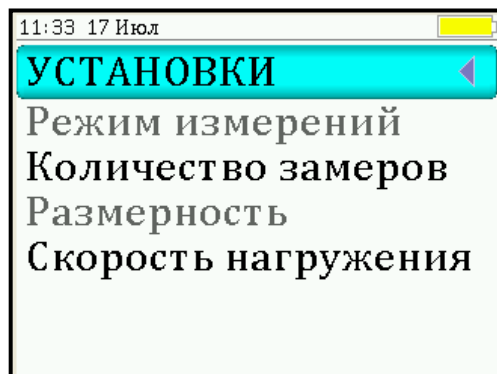 11:33 17 Июл
УСТАНОВКИ
Режим измерений
Количество замеров
Размерность
Скорость нагружения